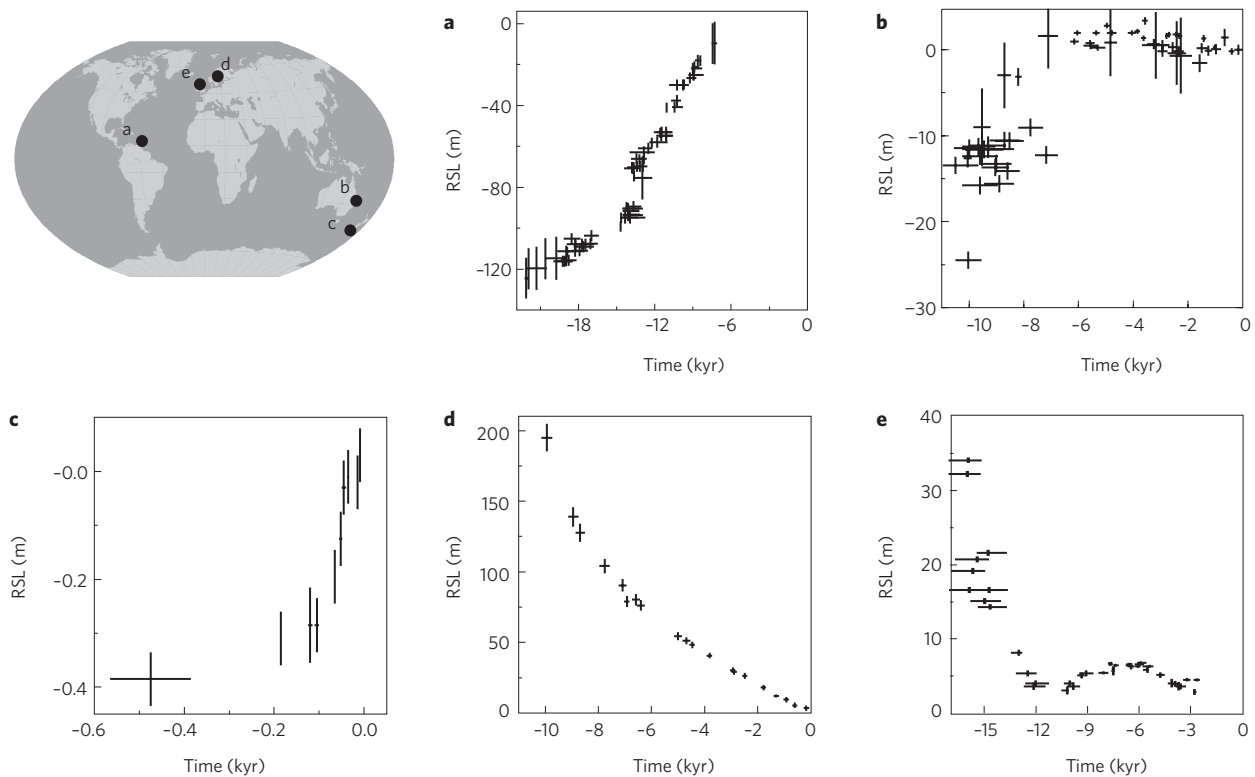 e d
a
b
c
a
RSL (m)
0
–40
–80
–120
–18 –12 –6 0
Time (kyr)
b
RSL (m)
0
–10
–20
–30
–10 –8 –6 –4 –2 0
Time (kyr)
c
RSL (m)
–0.0
–0.2
–0.4
–0.6 –0.4 –0.2 0.0
Time (kyr)
d
RSL (m)
200
150
100
50
0
–10 –8 –6 –4 –2 0
Time (kyr)
e
RSL (m)
40
30
20
10
0
–15 –12 –9 –6 –3 0
Time (kyr)